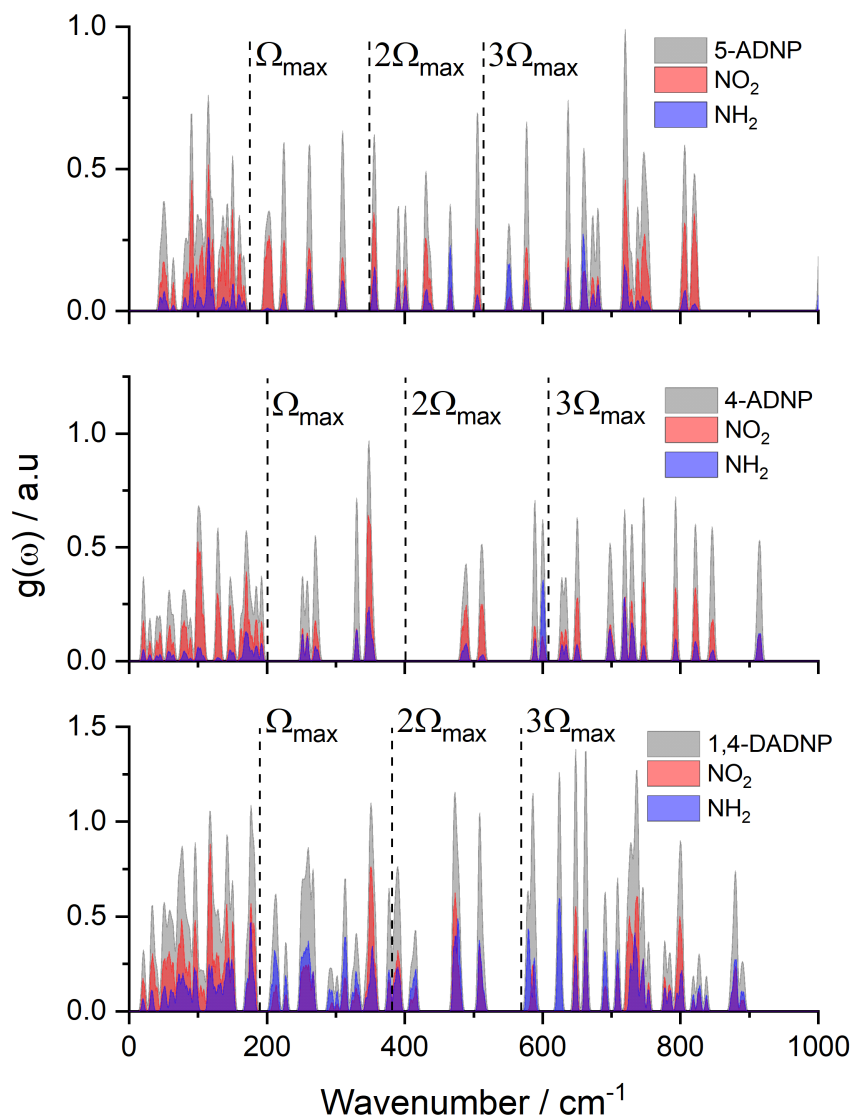 1.0
0.5
0.0
Ωmax 2Ωmax 3Ωmax
5-ADNP
NO2
NH2
1.0
0.5
0.0
Ωmax 2Ωmax 3Ωmax
4-ADNP
NO2
NH2
g(ω) / a.u
1.5
1.0
0.5
0.0
Ωmax 2Ωmax 3Ωmax
1,4-DADNP
NO2
NH2
0 200 400 600 800 1000
Wavenumber / cm-1